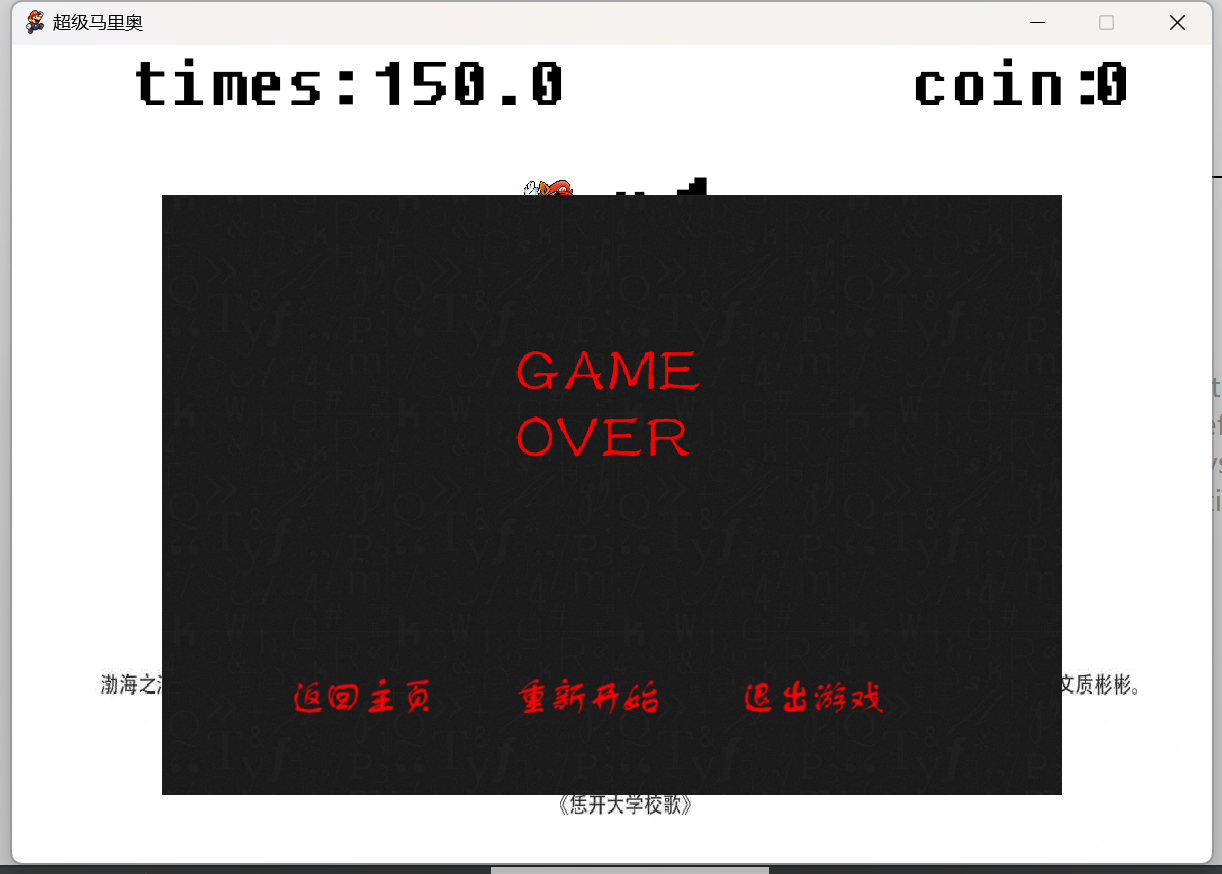 超级马里奥
times:150.0
coin:0
GAME
OVER
渤海之
文质彬彬。
返回主页
重新开始
退出游戏
《恁开大学校歌》